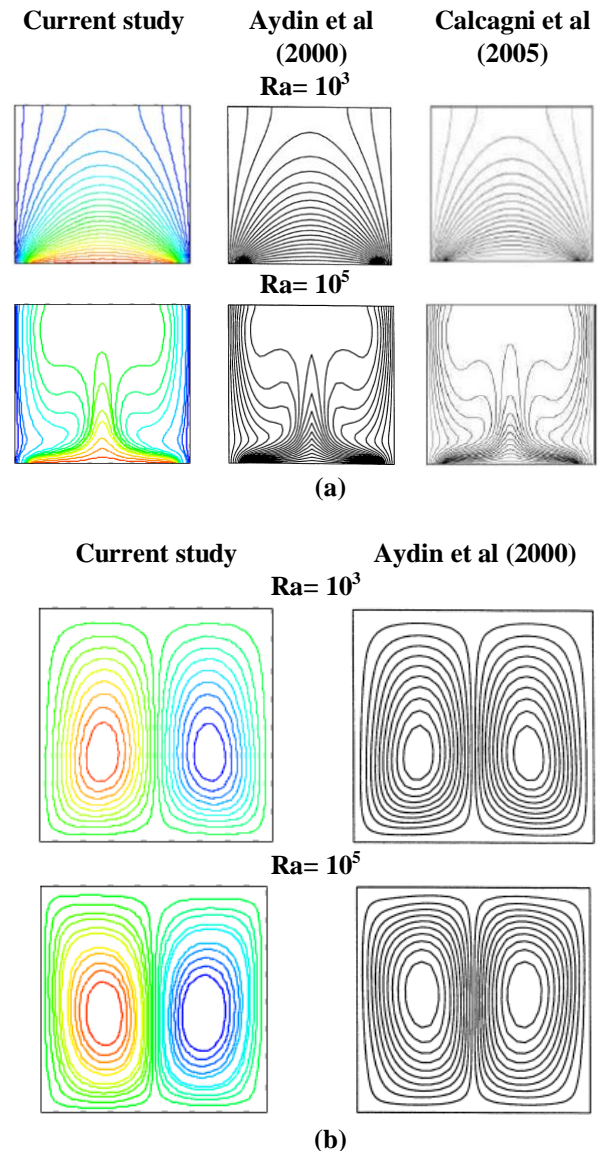 Current study Aydin et al Calcagni et al
(2000) (2005)
Ra= 10³
Ra= 10⁵
(a)
Current study Aydin et al (2000)
Ra= 10³
Ra= 10⁵
(b)